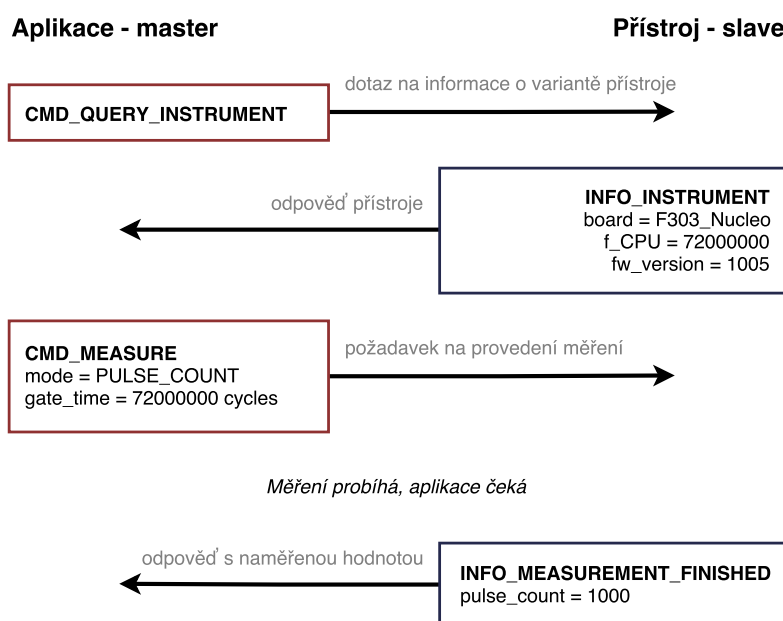 Aplikace - master
Přístroj - slave
dotaz na informace o variantě přístroje
CMD_QUERY_INSTRUMENT
odpověď přístroje
INFO_INSTRUMENT
board = F303_Nucleo
f_CPU = 72000000
fw_version = 1005
CMD_MEASURE
mode = PULSE_COUNT
gate_time = 72000000 cycles
požadavek na provedení měření
Měření probíhá, aplikace čeká
odpověď s naměřenou hodnotou
INFO_MEASUREMENT_FINISHED
pulse_count = 1000